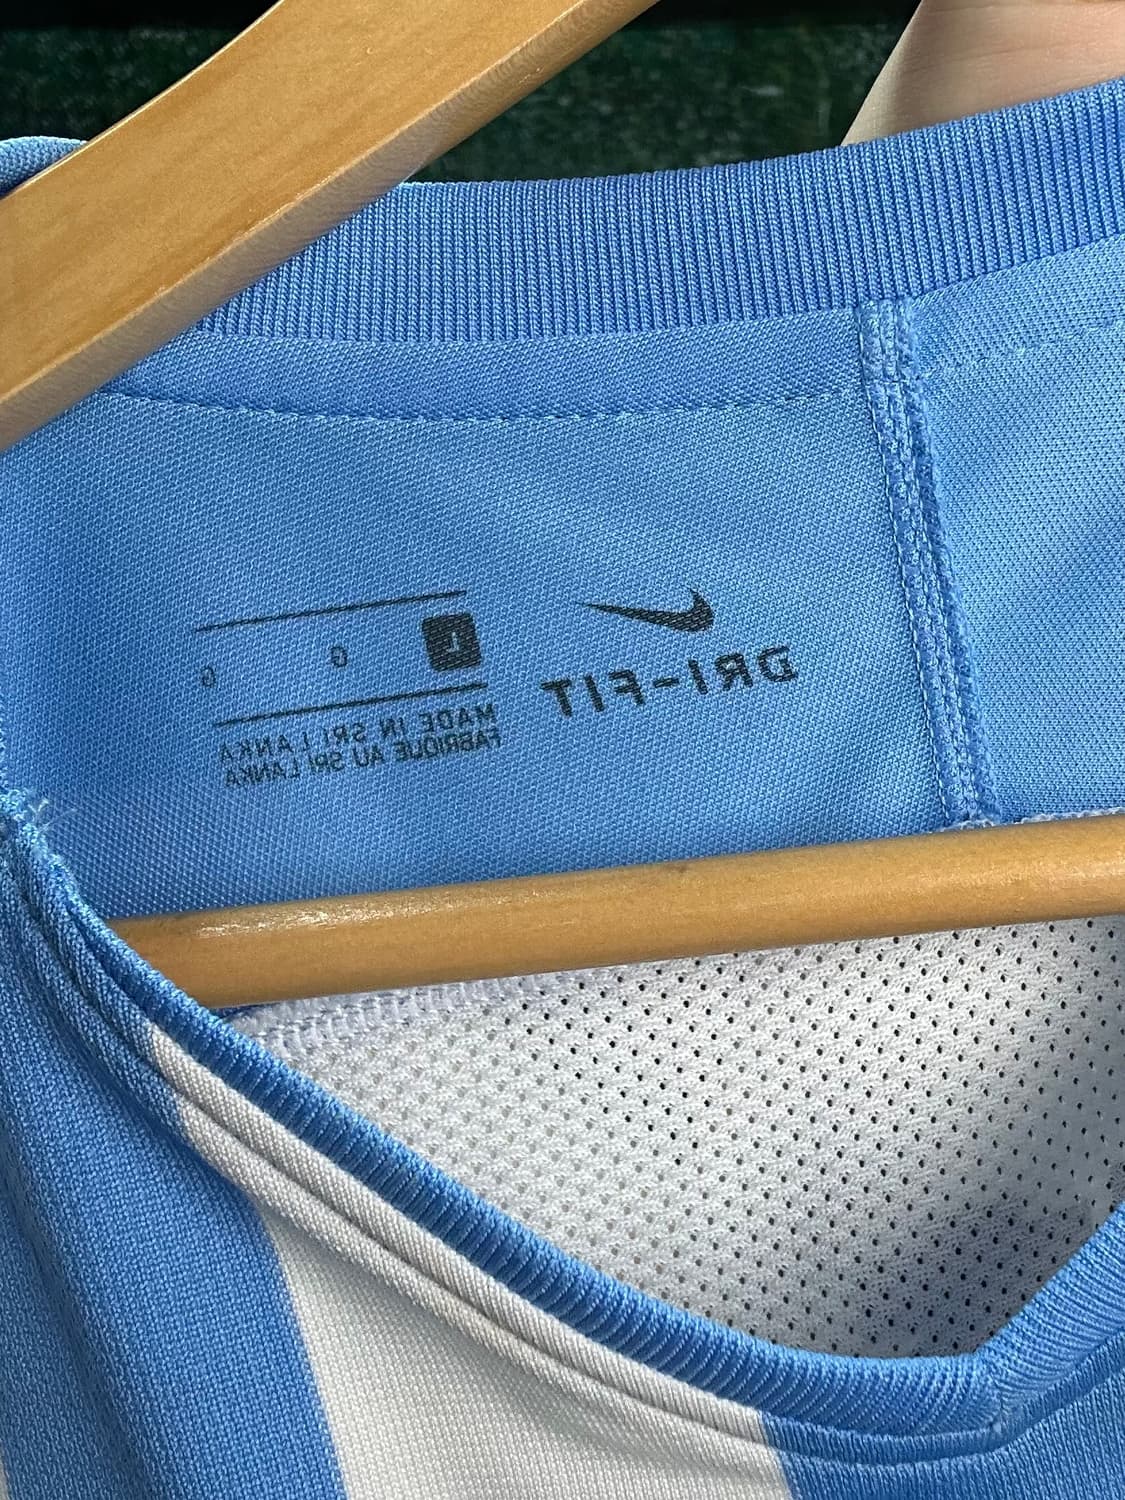 DRI-FIT
L G G
MADE IN SRI LANKA
FABRIQUE AU SRI LANKA